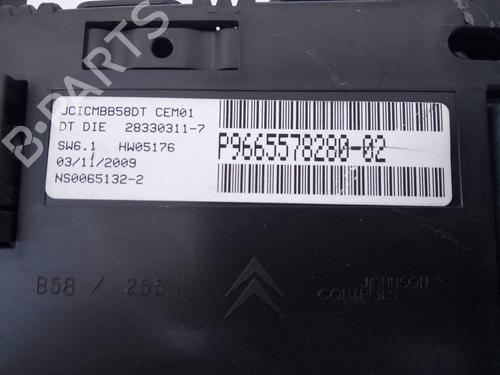 JCICMBB58DT CEM01
DT DIE 28330311-7
SW6.1 HW05176
03/11/2009
NS0065132-2
P9665578280-02
B58 / 255
JOHNSON
CONTROLS
B-PARTS